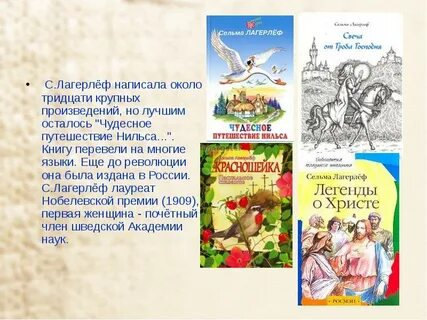 С.Лагерлёф написала около
тридцати крупных
произведений, но лучшим
осталось "Чудесное
путешествие Нильса...".
Книгу перевели на многие
языки. Еще до революции
она была издана в России.
С.Лагерлёф лауреат
Нобелевской премии (1909),
первая женщина - почётный
член шведской Академии
наук.
Сельма ЛАГЕРЛЁФ
ЧУДЕСНОЕ
ПУТЕШЕСТВИЕ НИЛЬСА
Сельма Лагерлёф
Свеча
от Гроба Господня
Сельма Лагерлёф
КРАСНОШЕЙКА
Сельма Лагерлёф
Легенды
о Христе
РОСМЭН